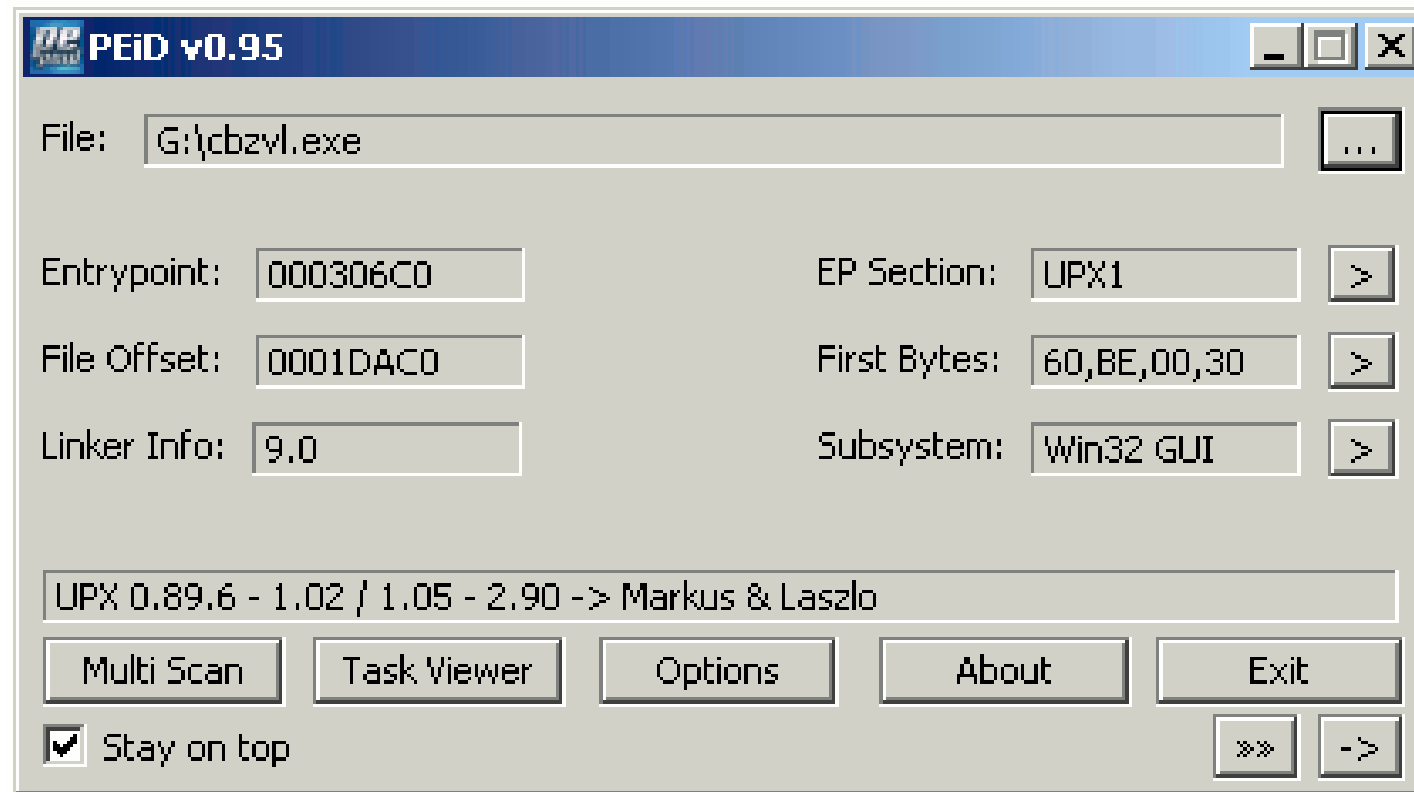 PEiD v0.95
File: G:\cbzvl.exe ...
Entrypoint: 000306C0 EP Section: UPX1 >
File Offset: 0001DAC0 First Bytes: 60,BE,00,30 >
Linker Info: 9.0 Subsystem: Win32 GUI >
UPX 0.89.6 - 1.02 / 1.05 - 2.90 -> Markus & Laszlo
Multi Scan Task Viewer Options About Exit
Stay on top »» ->